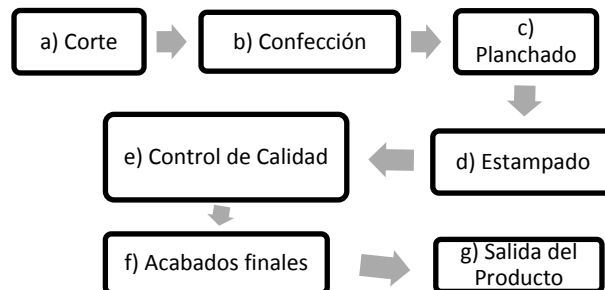 a) Corte
b) Confección
c)
Planchado
d) Estampado
e) Control de Calidad
f) Acabados finales
g) Salida del
Producto